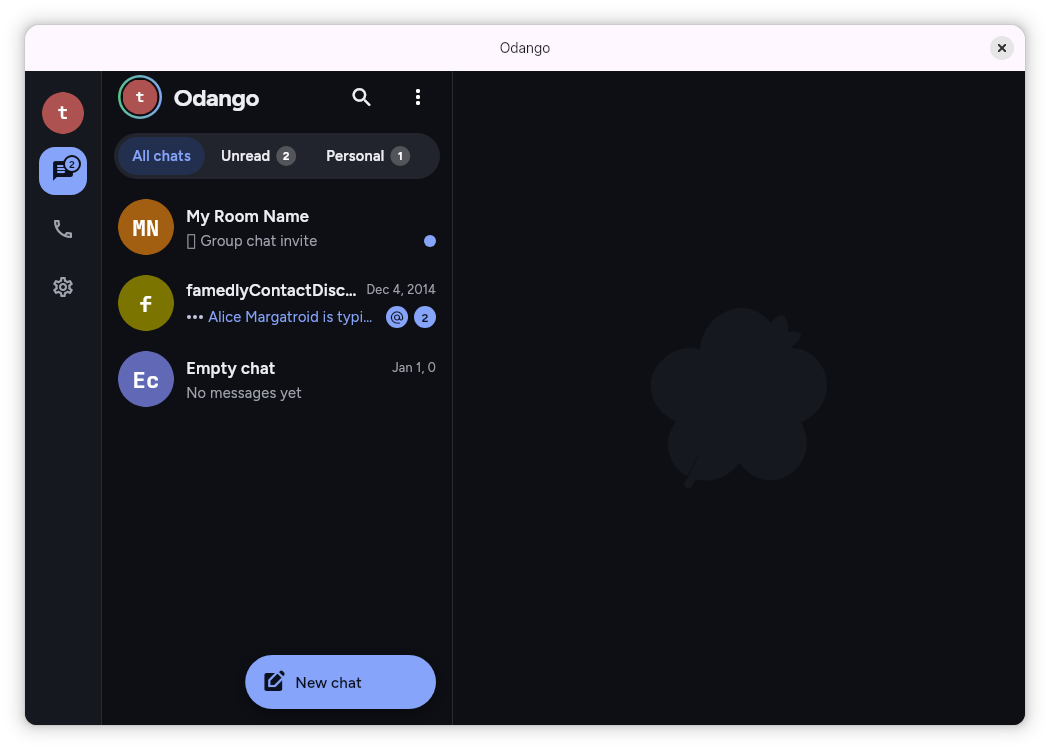 Odango
t
t
Odango
2
All chats
Unread 2
Personal 1
MN
My Room Name
Group chat invite
f
famedlyContactDisc...
Dec 4, 2014
••• Alice Margatroid is typi...
@ 2
Ec
Empty chat
Jan 1, 0
No messages yet
New chat